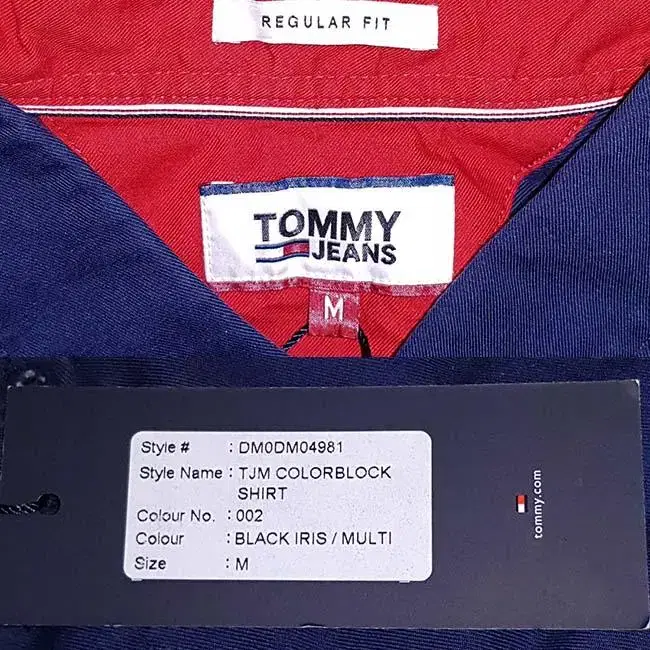 REGULAR FIT
TOMMY
JEANS
M
Style # : DM0DM04981
Style Name : TJM COLORBLOCK
SHIRT
Colour No. : 002
Colour : BLACK IRIS / MULTI
Size : M
tommy.com